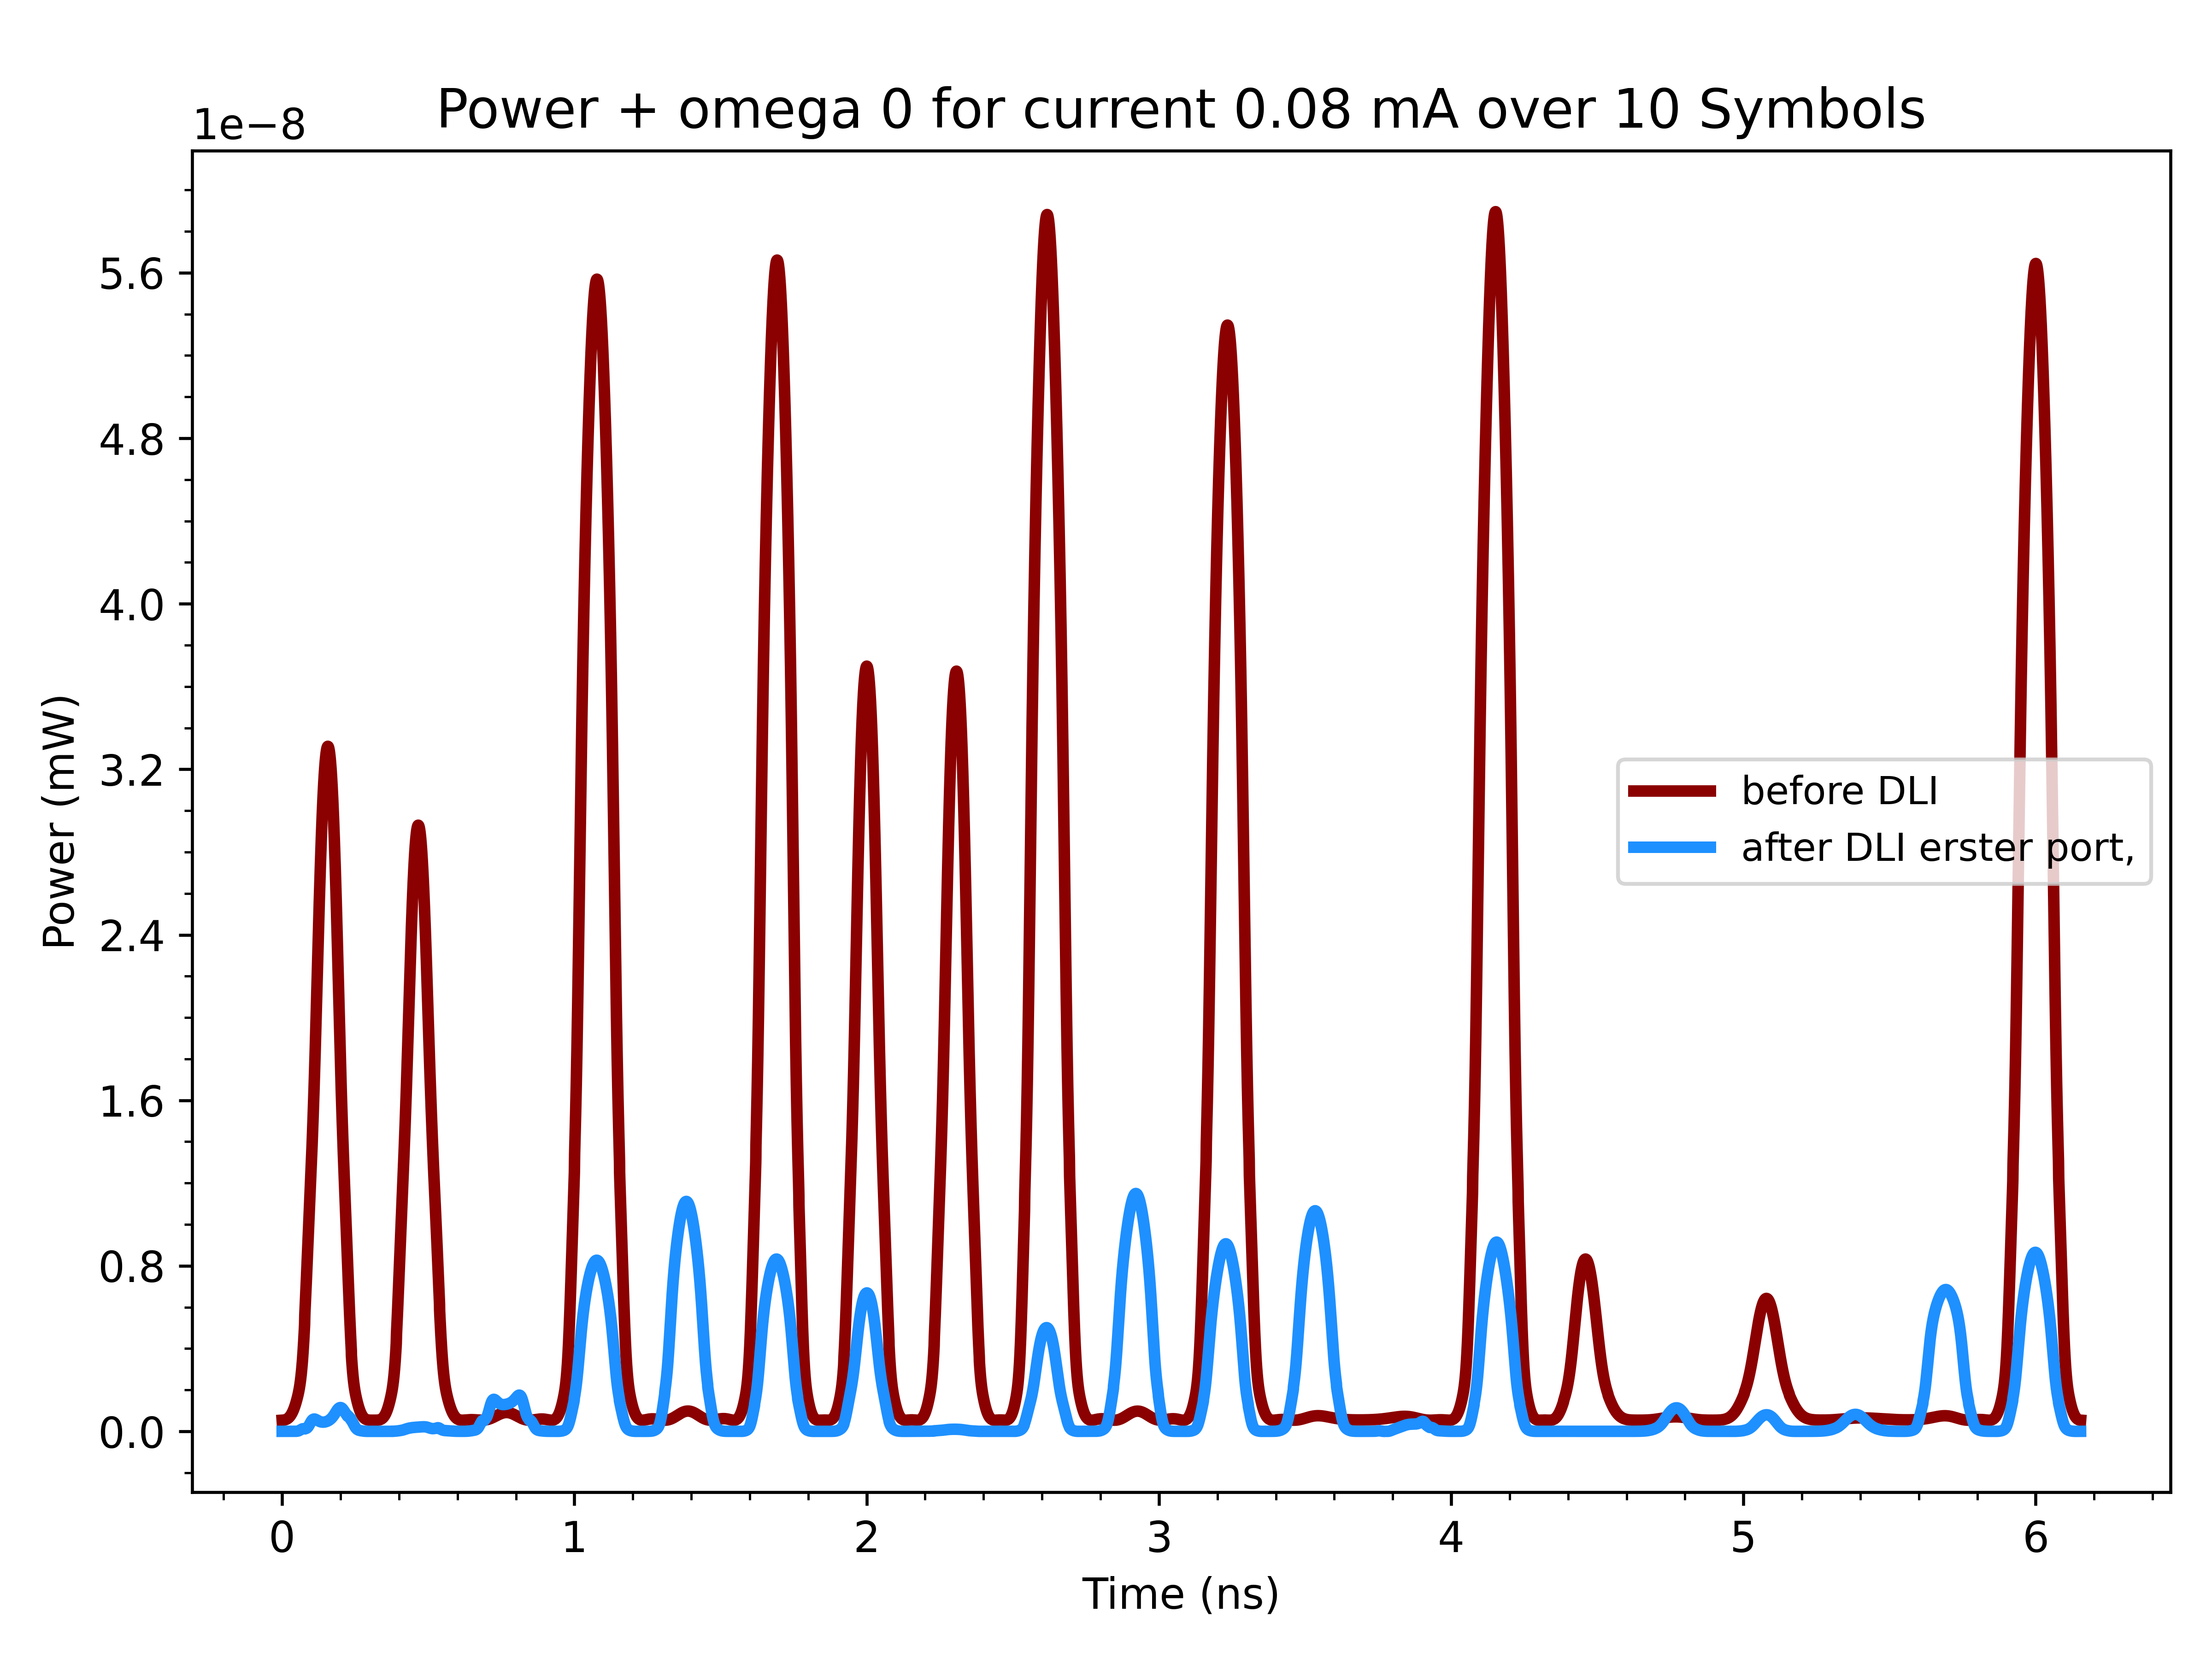 Power + omega 0 for current 0.08 mA over 10 Symbols
1e−8
5.6
4.8
4.0
3.2
2.4
1.6
0.8
0.0
Power (mW)
before DLI
after DLI erster port,
0 1 2 3 4 5 6
Time (ns)